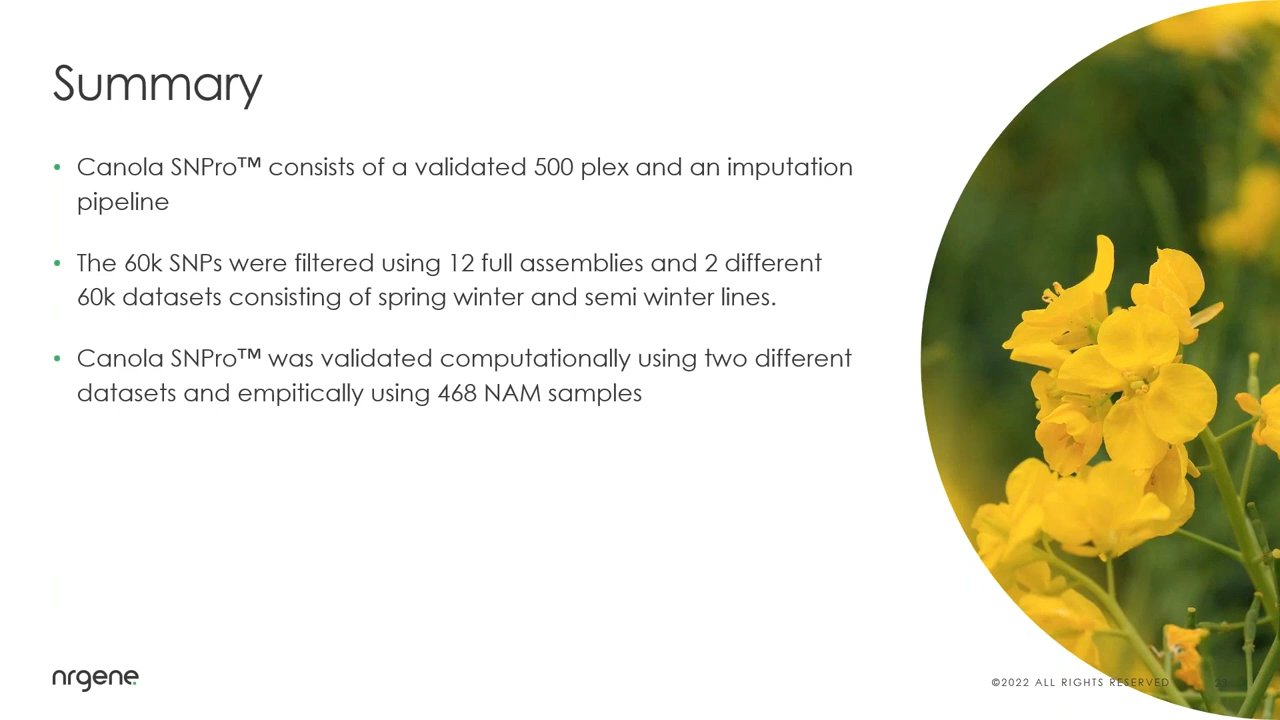 Summary
• Canola SNPro™ consists of a validated 500 plex and an imputation
pipeline
• The 60k SNPs were filtered using 12 full assemblies and 2 different
60k datasets consisting of spring winter and semi winter lines.
• Canola SNPro™ was validated computationally using two different
datasets and empitically using 468 NAM samples
nrgene
©2022 ALL RIGHTS RESERVED